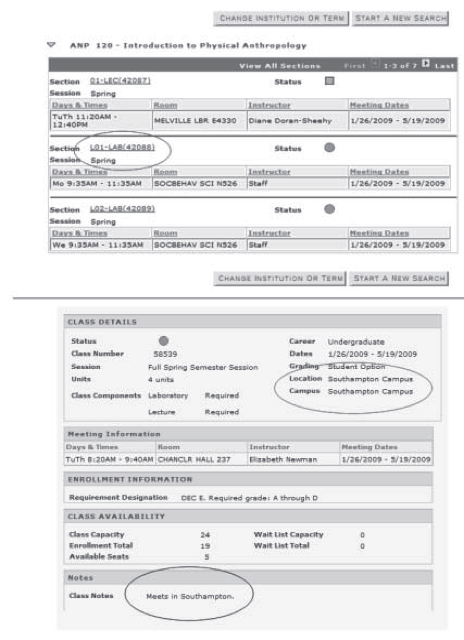 CHANGE INSTITUTION OR TERM START A NEW SEARCH
ANP 120 - Introduction to Physical Anthropology
View All Sections First 1-3 of 7 Last
Section 01-LEC(42087) Status
Session Spring
Days & Times Room Instructor Meeting Dates
TuTh 11:20AM - 12:40PM MELVILLE LBR E4330 Diane Doran-Sheehy 1/26/2009 - 5/19/2009
Section L01-LAB(42088) Status
Session Spring
Days & Times Room Instructor Meeting Dates
Mo 9:35AM - 11:35AM SOCBEHAV SCI N526 Staff 1/26/2009 - 5/19/2009
Section L02-LAB(42089) Status
Session Spring
Days & Times Room Instructor Meeting Dates
We 9:35AM - 11:35AM SOCBEHAV SCI N526 Staff 1/26/2009 - 5/19/2009
CHANGE INSTITUTION OR TERM START A NEW SEARCH
CLASS DETAILS
Status Career Undergraduate
Class Number 58539 Dates 1/26/2009 - 5/19/2009
Session Full Spring Semester Session Grading Student Option
Units 4 units Location Southampton Campus
Class Components Laboratory Required Campus Southampton Campus
Lecture Required
Meeting Information
Days & Times Room Instructor Meeting Dates
TuTh 8:20AM - 9:40AM CHANCLR HALL 237 Elizabeth Newman 1/26/2009 - 5/19/2009
ENROLLMENT INFORMATION
Requirement Designation DEC E. Required grade: A through D
CLASS AVAILABILITY
Class Capacity 24 Wait List Capacity 0
Enrollment Total 19 Wait List Total 0
Available Seats 5
Notes
Class Notes Meets in Southampton.